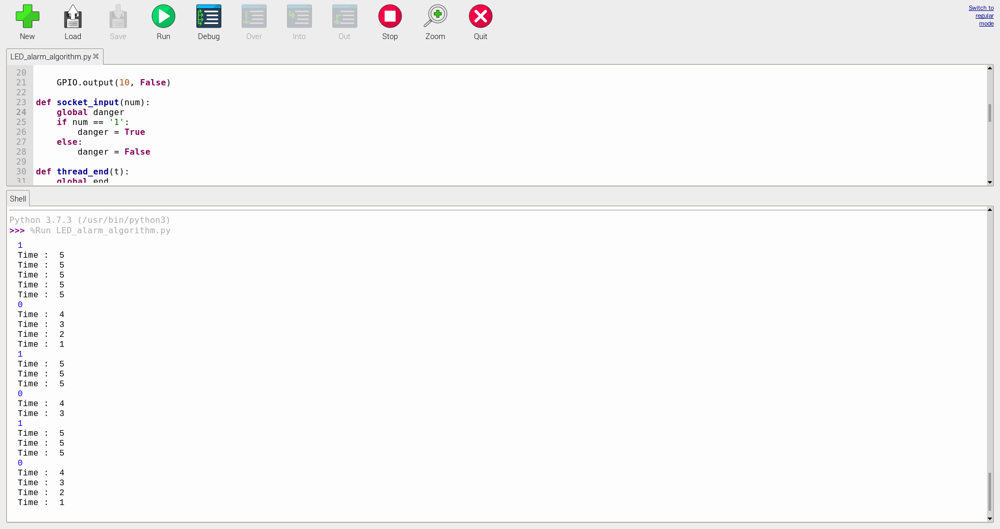 New Load Save Run Debug Over Into Out Stop Zoom Quit
Switch to
regular
mode
LED_alarm_algorithm.py
20
21     GPIO.output(10, False)
22
23 def socket_input(num):
24     global danger
25     if num == '1':
26         danger = True
27     else:
28         danger = False
29
30 def thread_end(t):
31     global end
Shell
Python 3.7.3 (/usr/bin/python3)
>>> %Run LED_alarm_algorithm.py
1
Time :  5
Time :  5
Time :  5
Time :  5
Time :  5
0
Time :  4
Time :  3
Time :  2
Time :  1
1
Time :  5
Time :  5
Time :  5
0
Time :  4
Time :  3
1
Time :  5
Time :  5
Time :  5
0
Time :  4
Time :  3
Time :  2
Time :  1